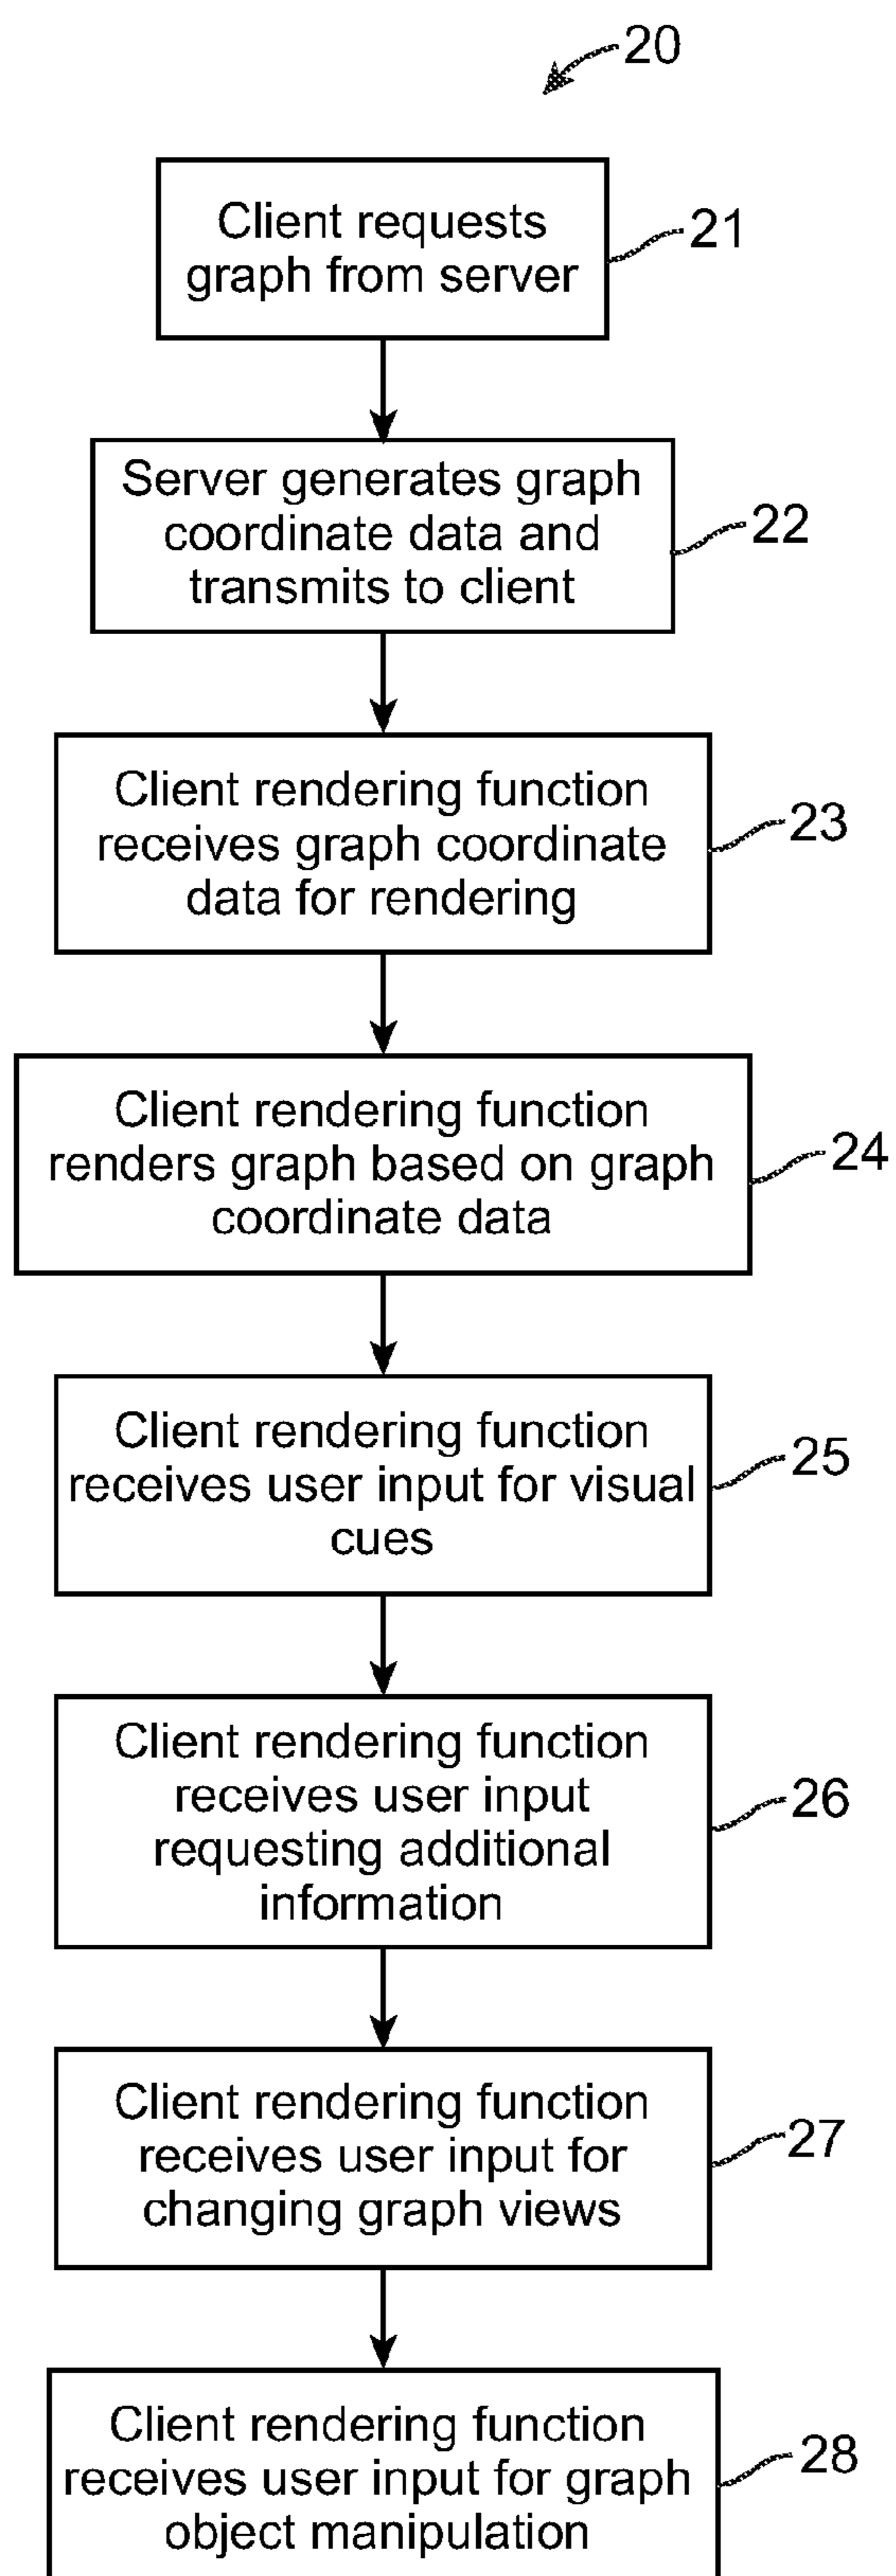 20
Client requests
graph from server
21
Server generates graph
coordinate data and
transmits to client
22
Client rendering function
receives graph coordinate
data for rendering
23
Client rendering function
renders graph based on graph
coordinate data
24
Client rendering function
receives user input for visual
cues
25
Client rendering function
receives user input
requesting additional
information
26
Client rendering function
receives user input for
changing graph views
27
Client rendering function
receives user input for graph
object manipulation
28